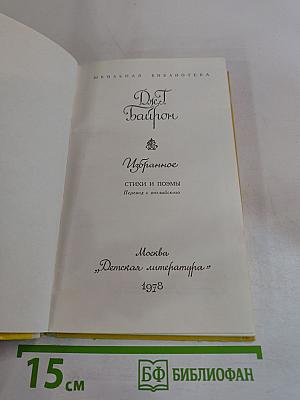 ШКОЛЬНАЯ БИБЛИОТЕКА
Дж.Г.
Байрон
Избранное
СТИХИ И ПОЭМЫ
Перевод с английского
Москва
„Детская литература"
1978
15 см
БФ БИБЛИОФАН